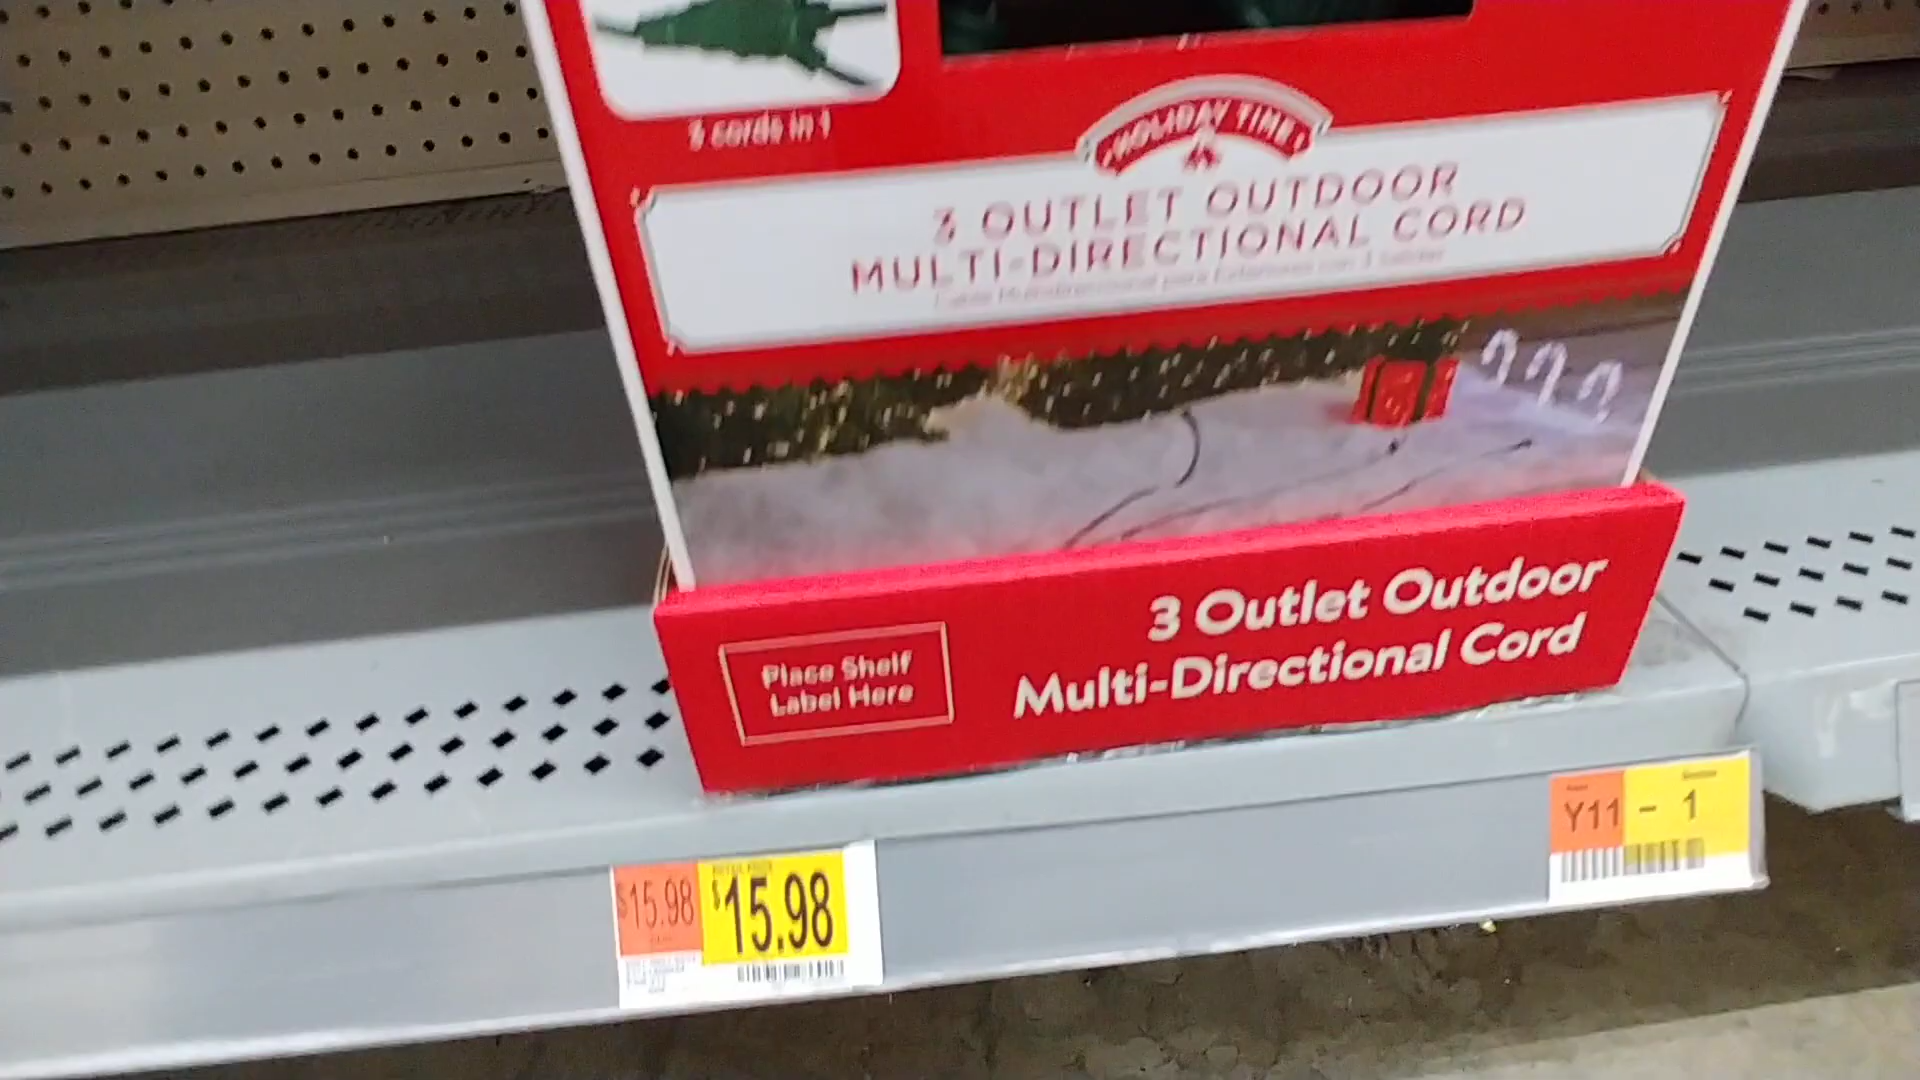 cords in 1
HOLIDAY TIME
3 OUTLET OUTDOOR
MULTI-DIRECTIONAL CORD
3 Outlet Outdoor
Multi-Directional Cord
Place Shelf
Label Here
Y11 - 1
$15.98
$15.98